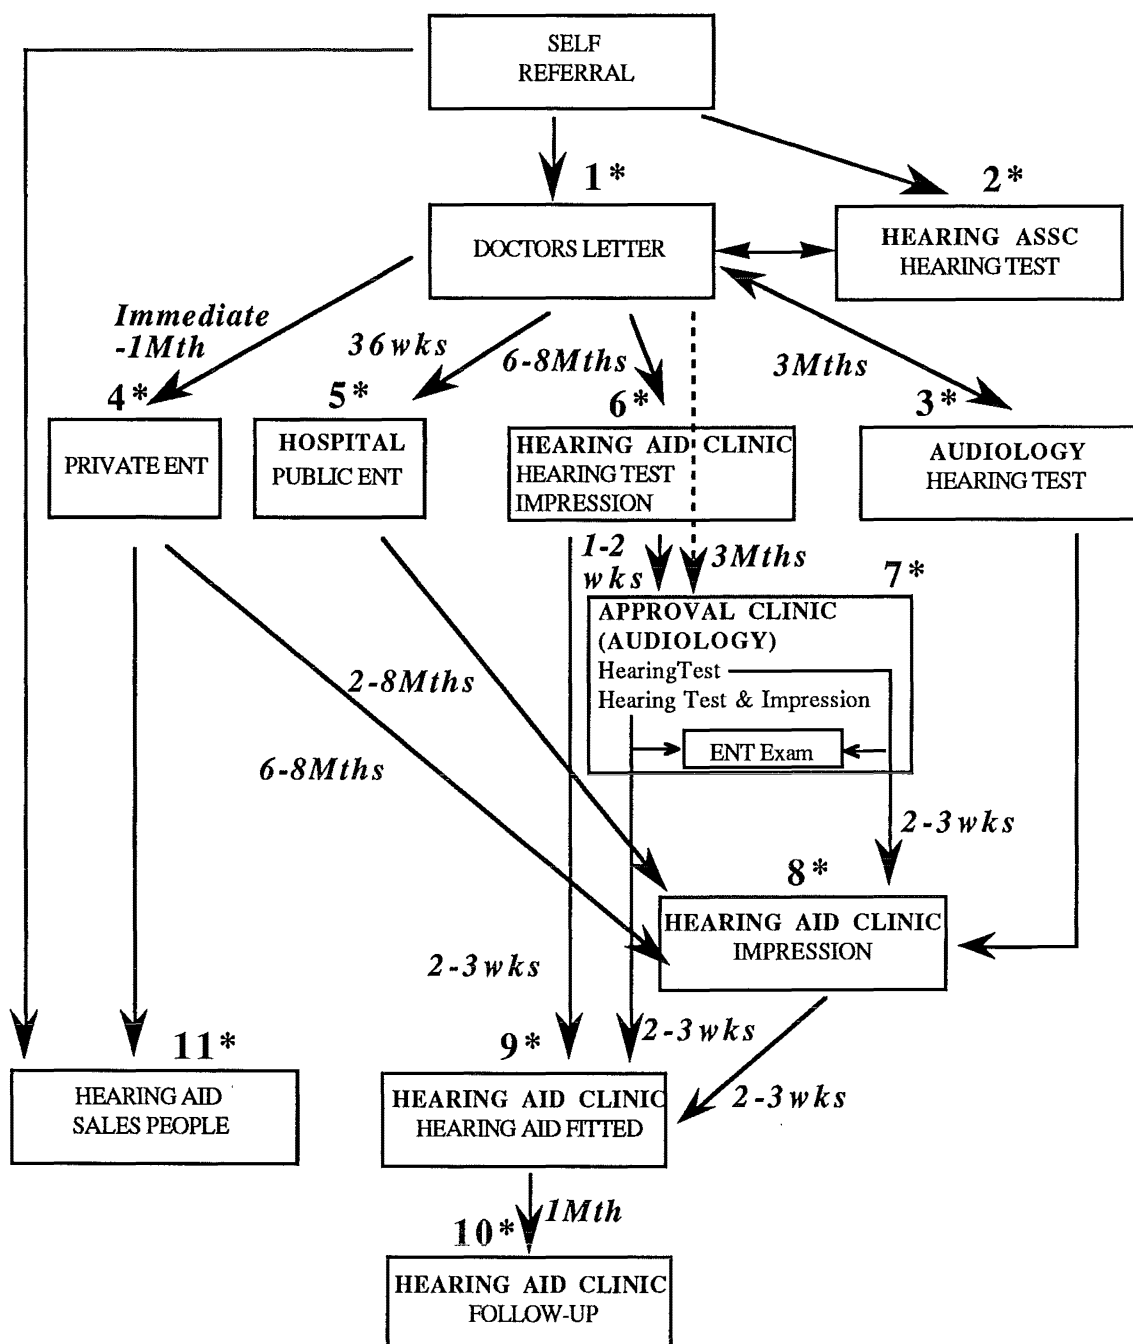 SELF
REFERRAL
1*
2*
DOCTORS LETTER
HEARING ASSC
HEARING TEST
Immediate
-1Mth
36wks
6-8Mths
3Mths
4*
5*
6*
3*
PRIVATE ENT
HOSPITAL
PUBLIC ENT
HEARING AID CLINIC
HEARING TEST
IMPRESSION
AUDIOLOGY
HEARING TEST
1-2
wks
3Mths
7*
APPROVAL CLINIC
(AUDIOLOGY)
HearingTest
Hearing Test & Impression
ENT Exam
2-8Mths
6-8Mths
2-3wks
8*
HEARING AID CLINIC
IMPRESSION
2-3wks
2-3wks
2-3wks
11*
9*
HEARING AID
SALES PEOPLE
HEARING AID CLINIC
HEARING AID FITTED
1Mth
10*
HEARING AID CLINIC
FOLLOW-UP